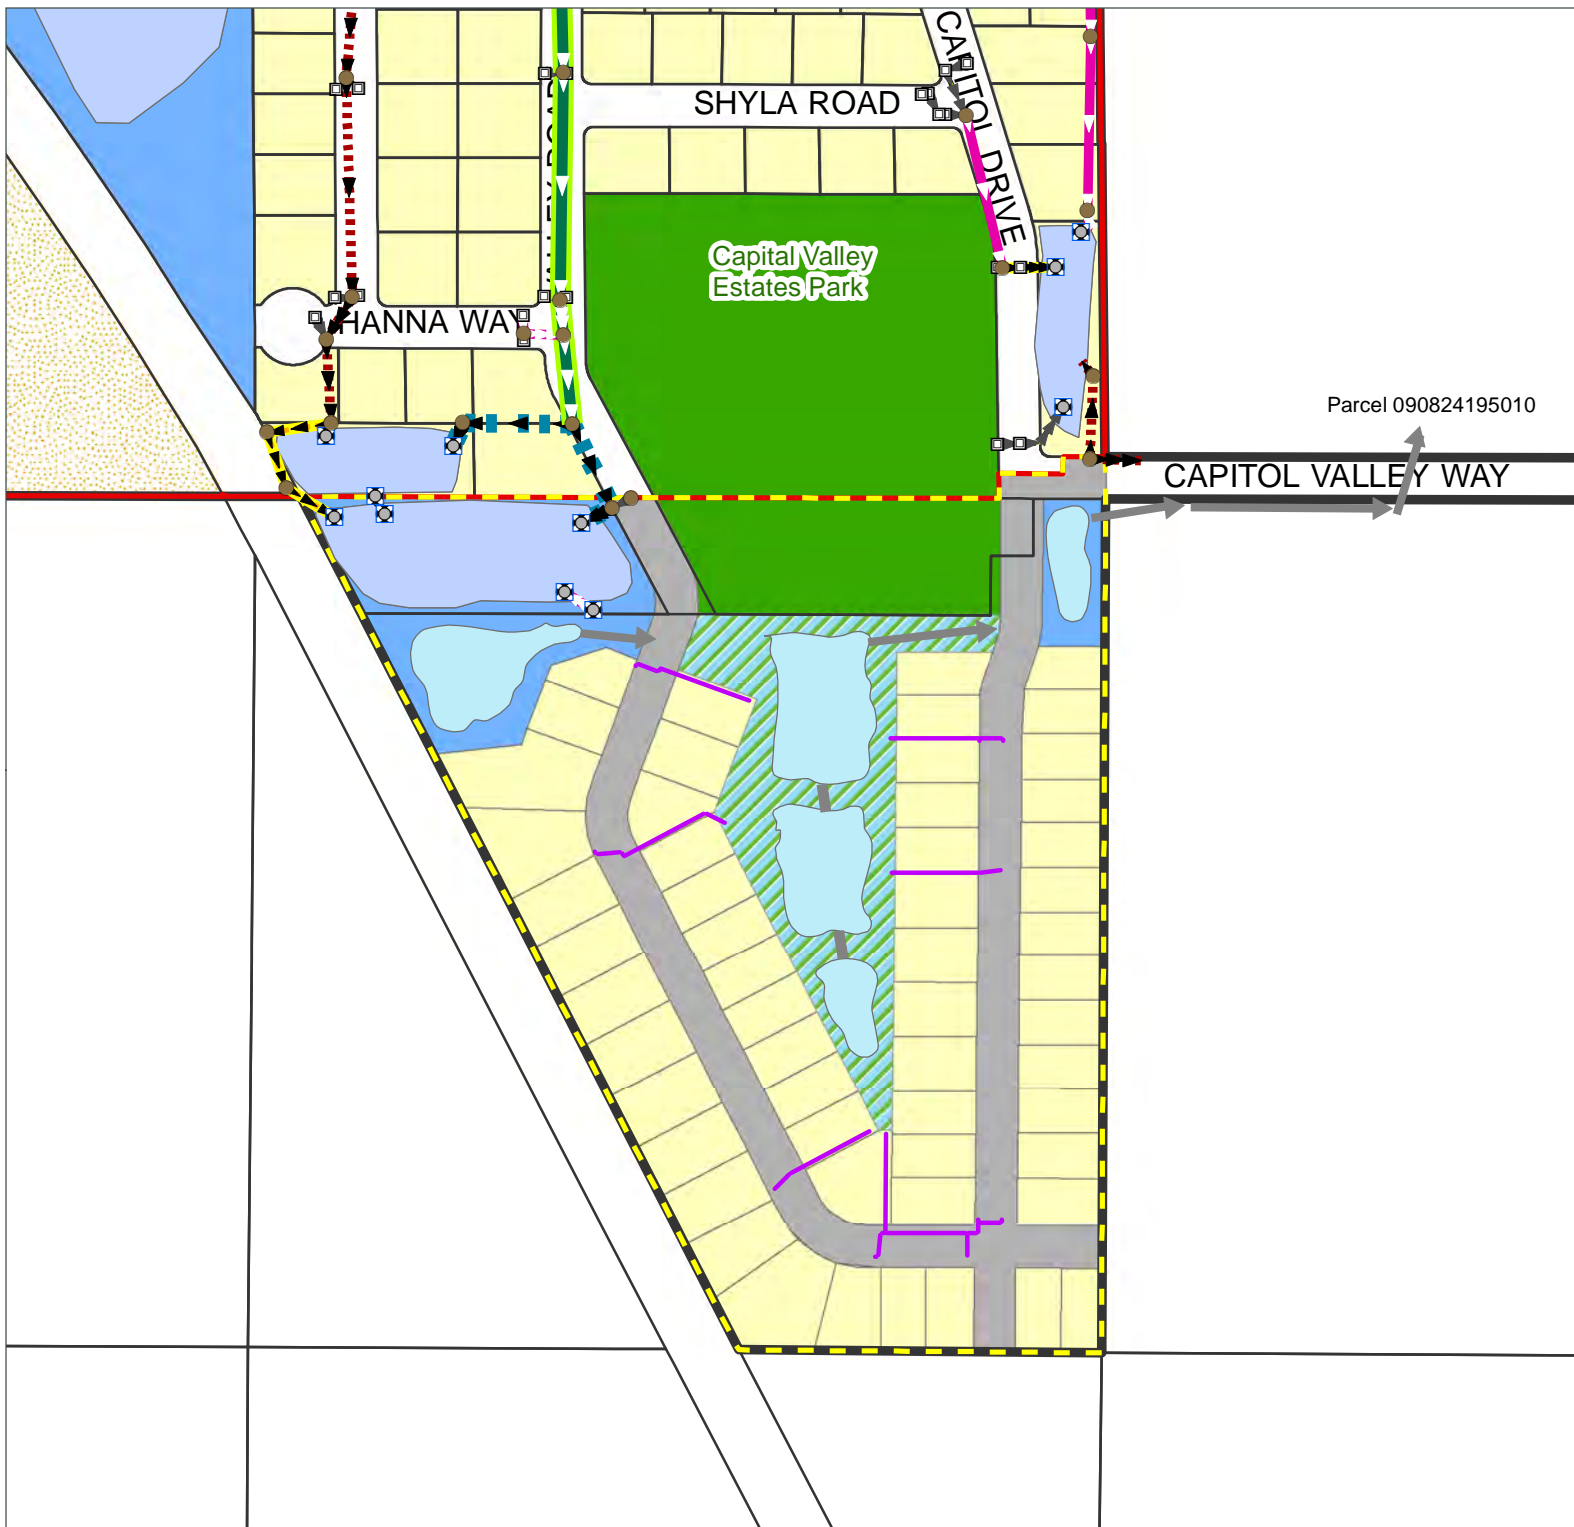 CAPITOL DRIVE
SHYLA ROAD
Capital Valley
Estates Park
HANNA WAY
Parcel 090824195010
CAPITOL VALLEY WAY